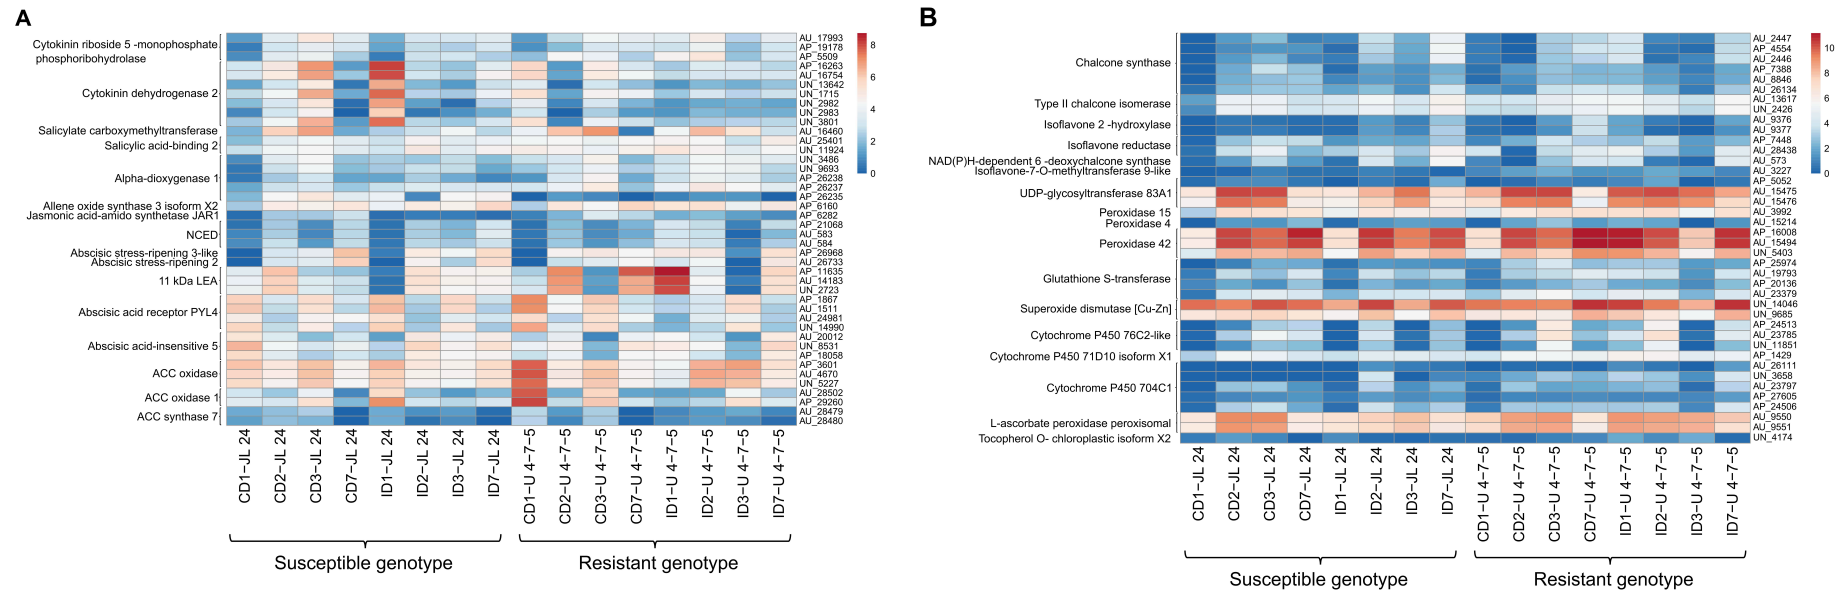 A
Cytokinin riboside 5 -monophosphate
phosphoribohydrolase
Cytokinin dehydrogenase 2
Salicylate carboxymethyltransferase
Salicylic acid-binding 2
Alpha-dioxygenase 1
Allene oxide synthase 3 isoform X2
Jasmonic acid-amido synthetase JAR1
NCED
Abscisic stress-ripening 3-like
Abscisic stress-ripening 2
11 kDa LEA
Abscisic acid receptor PYL4
Abscisic acid-insensitive 5
ACC oxidase
ACC oxidase 1
ACC synthase 7
AU_17993
AP_19178
AP_5509
AP_16263
AU_16754
UN_13642
UN_1715
UN_2982
UN_2983
UN_3801
AU_16460
AU_25401
UN_11924
UN_3486
UN_9693
AP_26238
AP_26237
AP_26235
AP_6160
AP_6282
AP_21068
AU_583
AU_584
AP_26968
AU_26733
AP_11635
AU_14183
UN_2723
AP_1867
AU_1511
AU_24981
UN_14990
AU_20012
UN_8531
AP_18058
AP_3601
AU_4670
UN_5227
AU_28502
AP_29260
AU_28479
AU_28480
8
6
4
2
0
CD1-JL 24
CD2-JL 24
CD3-JL 24
CD7-JL 24
ID1-JL 24
ID2-JL 24
ID3-JL 24
ID7-JL 24
CD1-U 4-7-5
CD2-U 4-7-5
CD3-U 4-7-5
CD7-U 4-7-5
ID1-U 4-7-5
ID2-U 4-7-5
ID3-U 4-7-5
ID7-U 4-7-5
Susceptible genotype
Resistant genotype
B
Chalcone synthase
Type II chalcone isomerase
Isoflavone 2 -hydroxylase
Isoflavone reductase
NAD(P)H-dependent 6 -deoxychalcone synthase
Isoflavone-7-O-methyltransferase 9-like
UDP-glycosyltransferase 83A1
Peroxidase 15
Peroxidase 4
Peroxidase 42
Glutathione S-transferase
Superoxide dismutase [Cu-Zn]
Cytochrome P450 76C2-like
Cytochrome P450 71D10 isoform X1
Cytochrome P450 704C1
L-ascorbate peroxidase peroxisomal
Tocopherol O- chloroplastic isoform X2
AU_2447
AP_4554
AU_2446
AP_7388
AU_8846
AU_26134
AU_13617
UN_2426
AU_9376
AU_9377
AP_7448
AU_28438
AU_573
AU_3227
AP_5052
AU_15475
AU_15476
AU_3992
AU_15214
AP_16008
AU_15494
UN_5403
AP_25974
AU_19793
AP_20136
AU_23379
UN_14046
UN_9685
AP_24513
AU_23785
UN_11851
AP_1429
AU_26111
UN_3658
AU_23797
AP_27605
AP_24506
AU_9550
AU_9551
UN_4174
10
8
6
4
2
0
CD1-JL 24
CD2-JL 24
CD3-JL 24
CD7-JL 24
ID1-JL 24
ID2-JL 24
ID3-JL 24
ID7-JL 24
CD1-U 4-7-5
CD2-U 4-7-5
CD3-U 4-7-5
CD7-U 4-7-5
ID1-U 4-7-5
ID2-U 4-7-5
ID3-U 4-7-5
ID7-U 4-7-5
Susceptible genotype
Resistant genotype